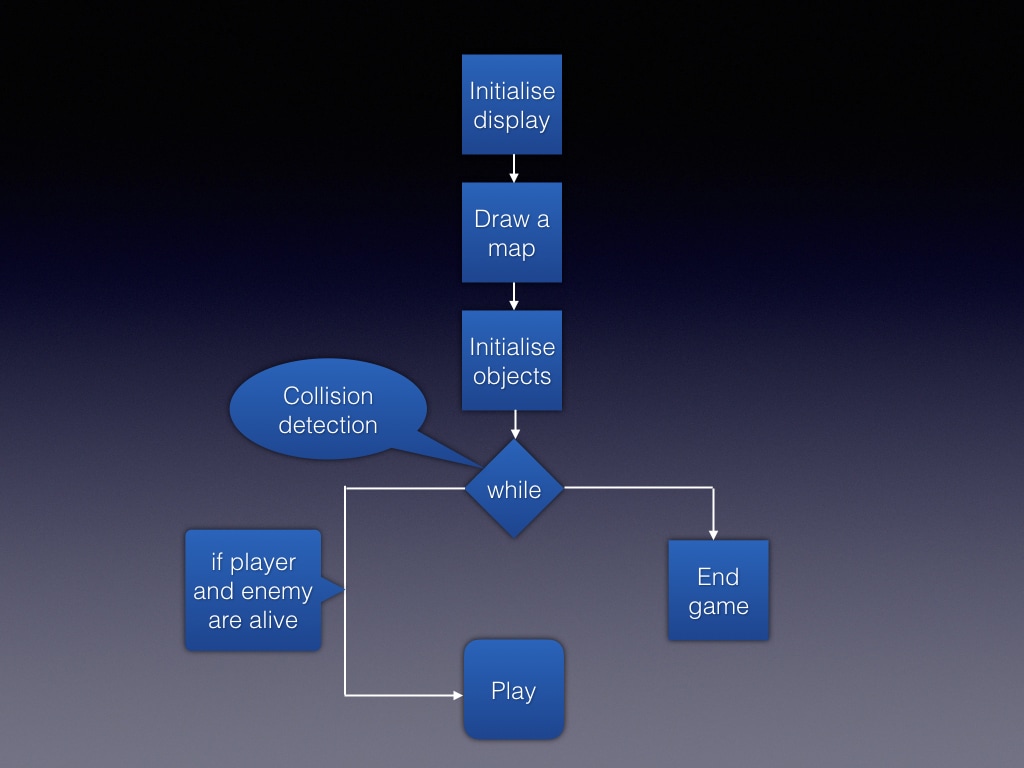 Initialise
display
Draw a
map
Initialise
objects
Collision
detection
while
if player
and enemy
are alive
End
game
Play